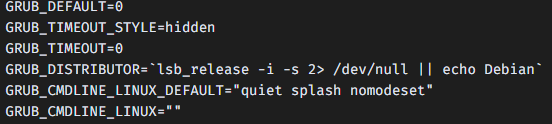 GRUB_DEFAULT=0
GRUB_TIMEOUT_STYLE=hidden
GRUB_TIMEOUT=0
GRUB_DISTRIBUTOR=`lsb_release -i -s 2> /dev/null || echo Debian`
GRUB_CMDLINE_LINUX_DEFAULT="quiet splash nomodeset"
GRUB_CMDLINE_LINUX=""